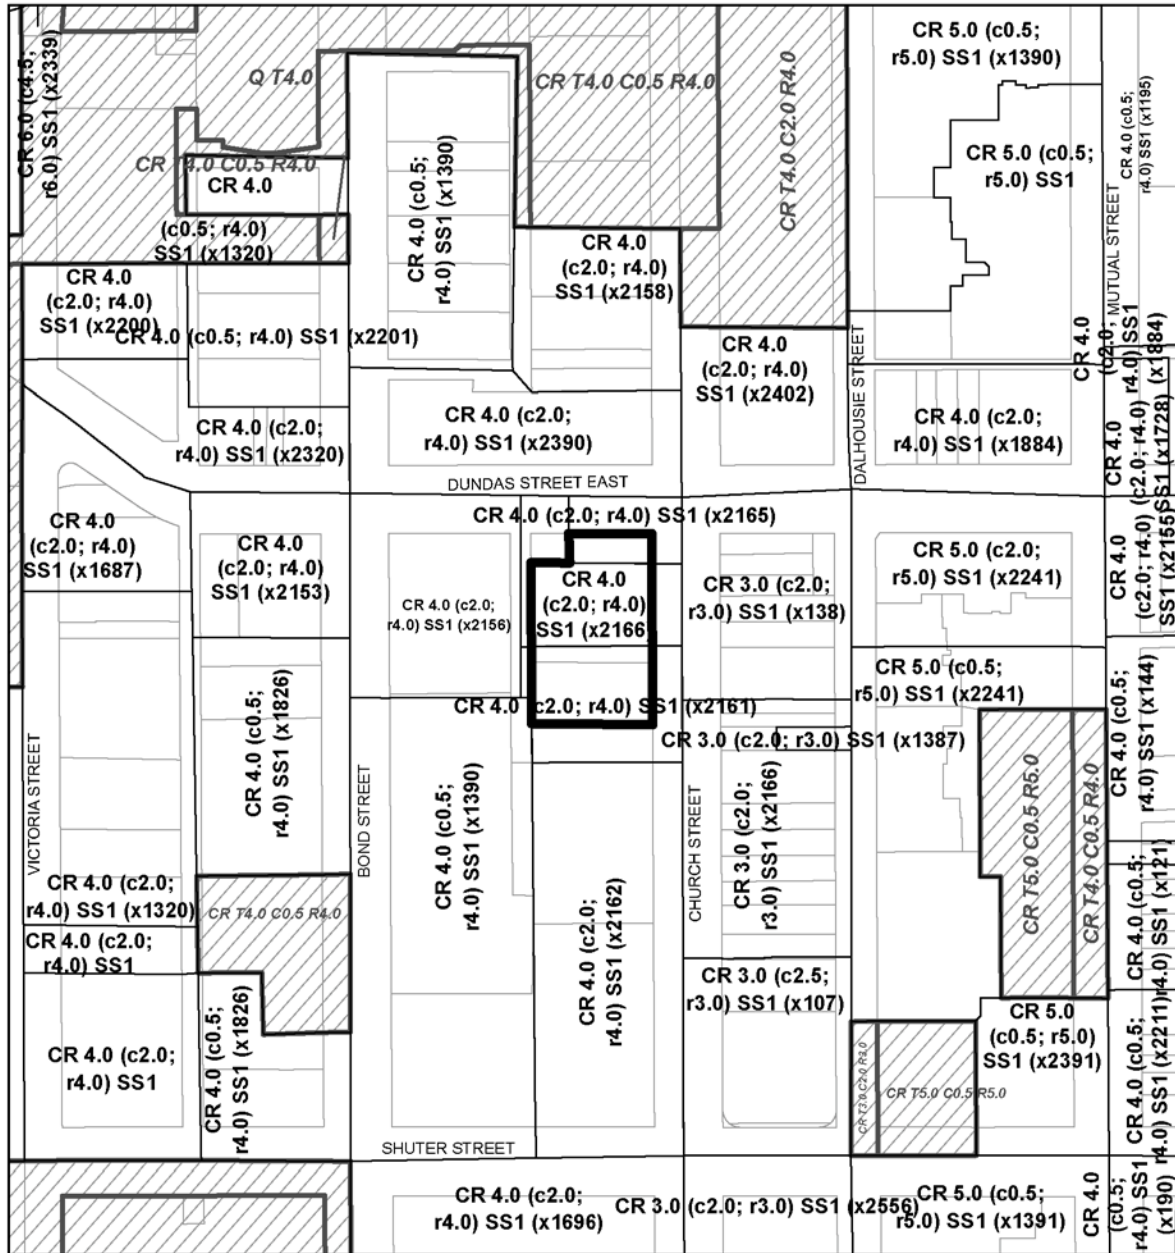 CR 6.0 (c4.5;
r6.0) SS1 (x2339)
Q T4.0
CR T4.0 C0.5 R4.0
CR T4.0 C2.0 R4.0
CR 5.0 (c0.5;
r5.0) SS1 (x1390)
CR 4.0 (c0.5;
r4.0) SS1 (x1195)
CR 4.0 C0.5 R4.0
CR 4.0
(c0.5; r4.0)
SS1 (x1320)
CR 4.0 (c0.5;
r4.0) SS1 (x1390)
CR 5.0 (c0.5;
r5.0) SS1
MUTUAL STREET
CR 4.0
(c2.0; r4.0)
SS1 (x2200)
CR 4.0 (c0.5; r4.0) SS1 (x2201)
CR 4.0
(c2.0; r4.0)
SS1 (x2158)
CR 4.0
(c2.0; r4.0)
SS1 (x2402)
DALHOUSIE STREET
CR 4.0
(c2.0;
r4.0) SS1
(x1884)
CR 4.0 (c2.0;
r4.0) SS1 (x2320)
CR 4.0 (c2.0;
r4.0) SS1 (x2390)
CR 4.0 (c2.0;
r4.0) SS1 (x1884)
CR 4.0
(c2.0; r4.0)
SS1 (x1728)
DUNDAS STREET EAST
CR 4.0 (c2.0; r4.0) SS1 (x2165)
CR 4.0
(c2.0; r4.0)
SS1 (x1687)
CR 4.0
(c2.0; r4.0)
SS1 (x2153)
CR 4.0 (c2.0;
r4.0) SS1 (x2156)
CR 4.0
(c2.0; r4.0)
SS1 (x2166)
CR 3.0 (c2.0;
r3.0) SS1 (x138)
CR 5.0 (c2.0;
r5.0) SS1 (x2241)
CR 4.0
(c2.0; r4.0)
SS1 (x2155)
CR 5.0 (c0.5;
r5.0) SS1 (x2241)
CR 4.0 (c2.0; r4.0) SS1 (x2161)
CR 4.0 (c0.5;
r4.0) SS1 (x144)
CR 3.0 (c2.0; r3.0) SS1 (x1387)
VICTORIA STREET
CR 4.0 (c0.5;
r4.0) SS1 (x1826)
BOND STREET
CR 4.0 (c0.5;
r4.0) SS1 (x1390)
CHURCH STREET
CR 3.0 (c2.0;
r3.0) SS1 (x2166)
CR T5.0 C0.5 R5.0
CR T4.0 C0.5 R4.0
CR 4.0 (c2.0;
r4.0) SS1 (x1320)
CR T4.0 C0.5 R4.0
CR 4.0 (c2.0;
r4.0) SS1 (x2162)
CR 4.0 (c0.5;
r4.0) SS1 (x121)
CR 4.0 (c2.0;
r4.0) SS1
CR 3.0 (c2.5;
r3.0) SS1 (x107)
CR 4.0 (c2.0;
r4.0) SS1
CR 4.0 (c0.5;
r4.0) SS1 (x1826)
CR T3.0 C2.0 R3.0
CR T5.0 C0.5 R5.0
CR 5.0
(c0.5; r5.0)
SS1 (x2391)
CR 4.0 (c0.5;
r4.0) SS1 (x2211)
SHUTER STREET
CR 4.0 (c2.0;
r4.0) SS1 (x1696)
CR 3.0 (c2.0; r3.0) SS1 (x2556)
CR 5.0 (c0.5;
r5.0) SS1 (x1391)
CR 4.0
(c0.5;
r4.0) SS1
(x190)